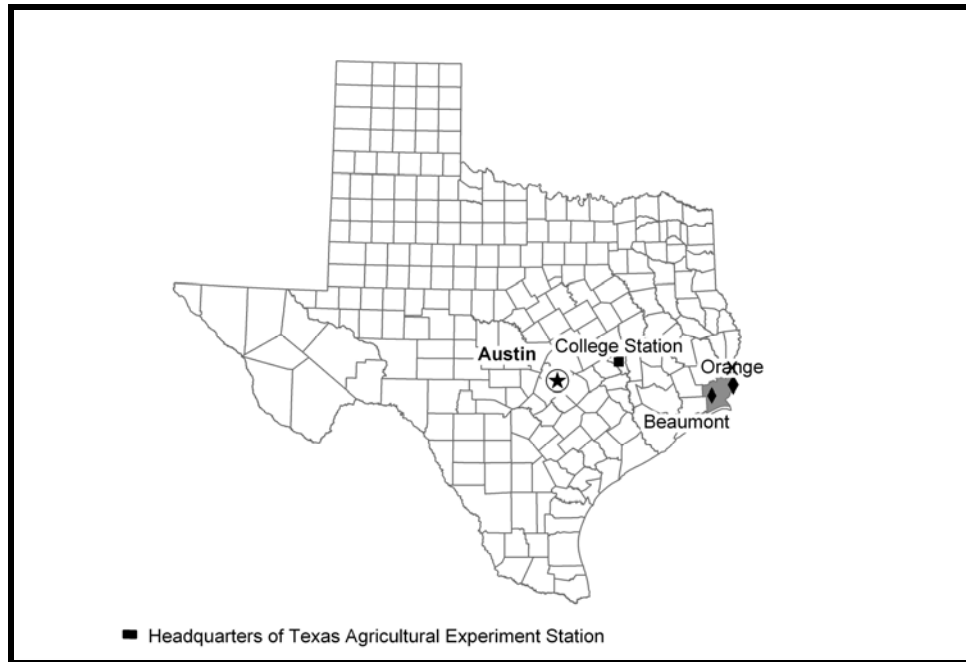 Austin
College Station
Orange
Beaumont
Headquarters of Texas Agricultural Experiment Station